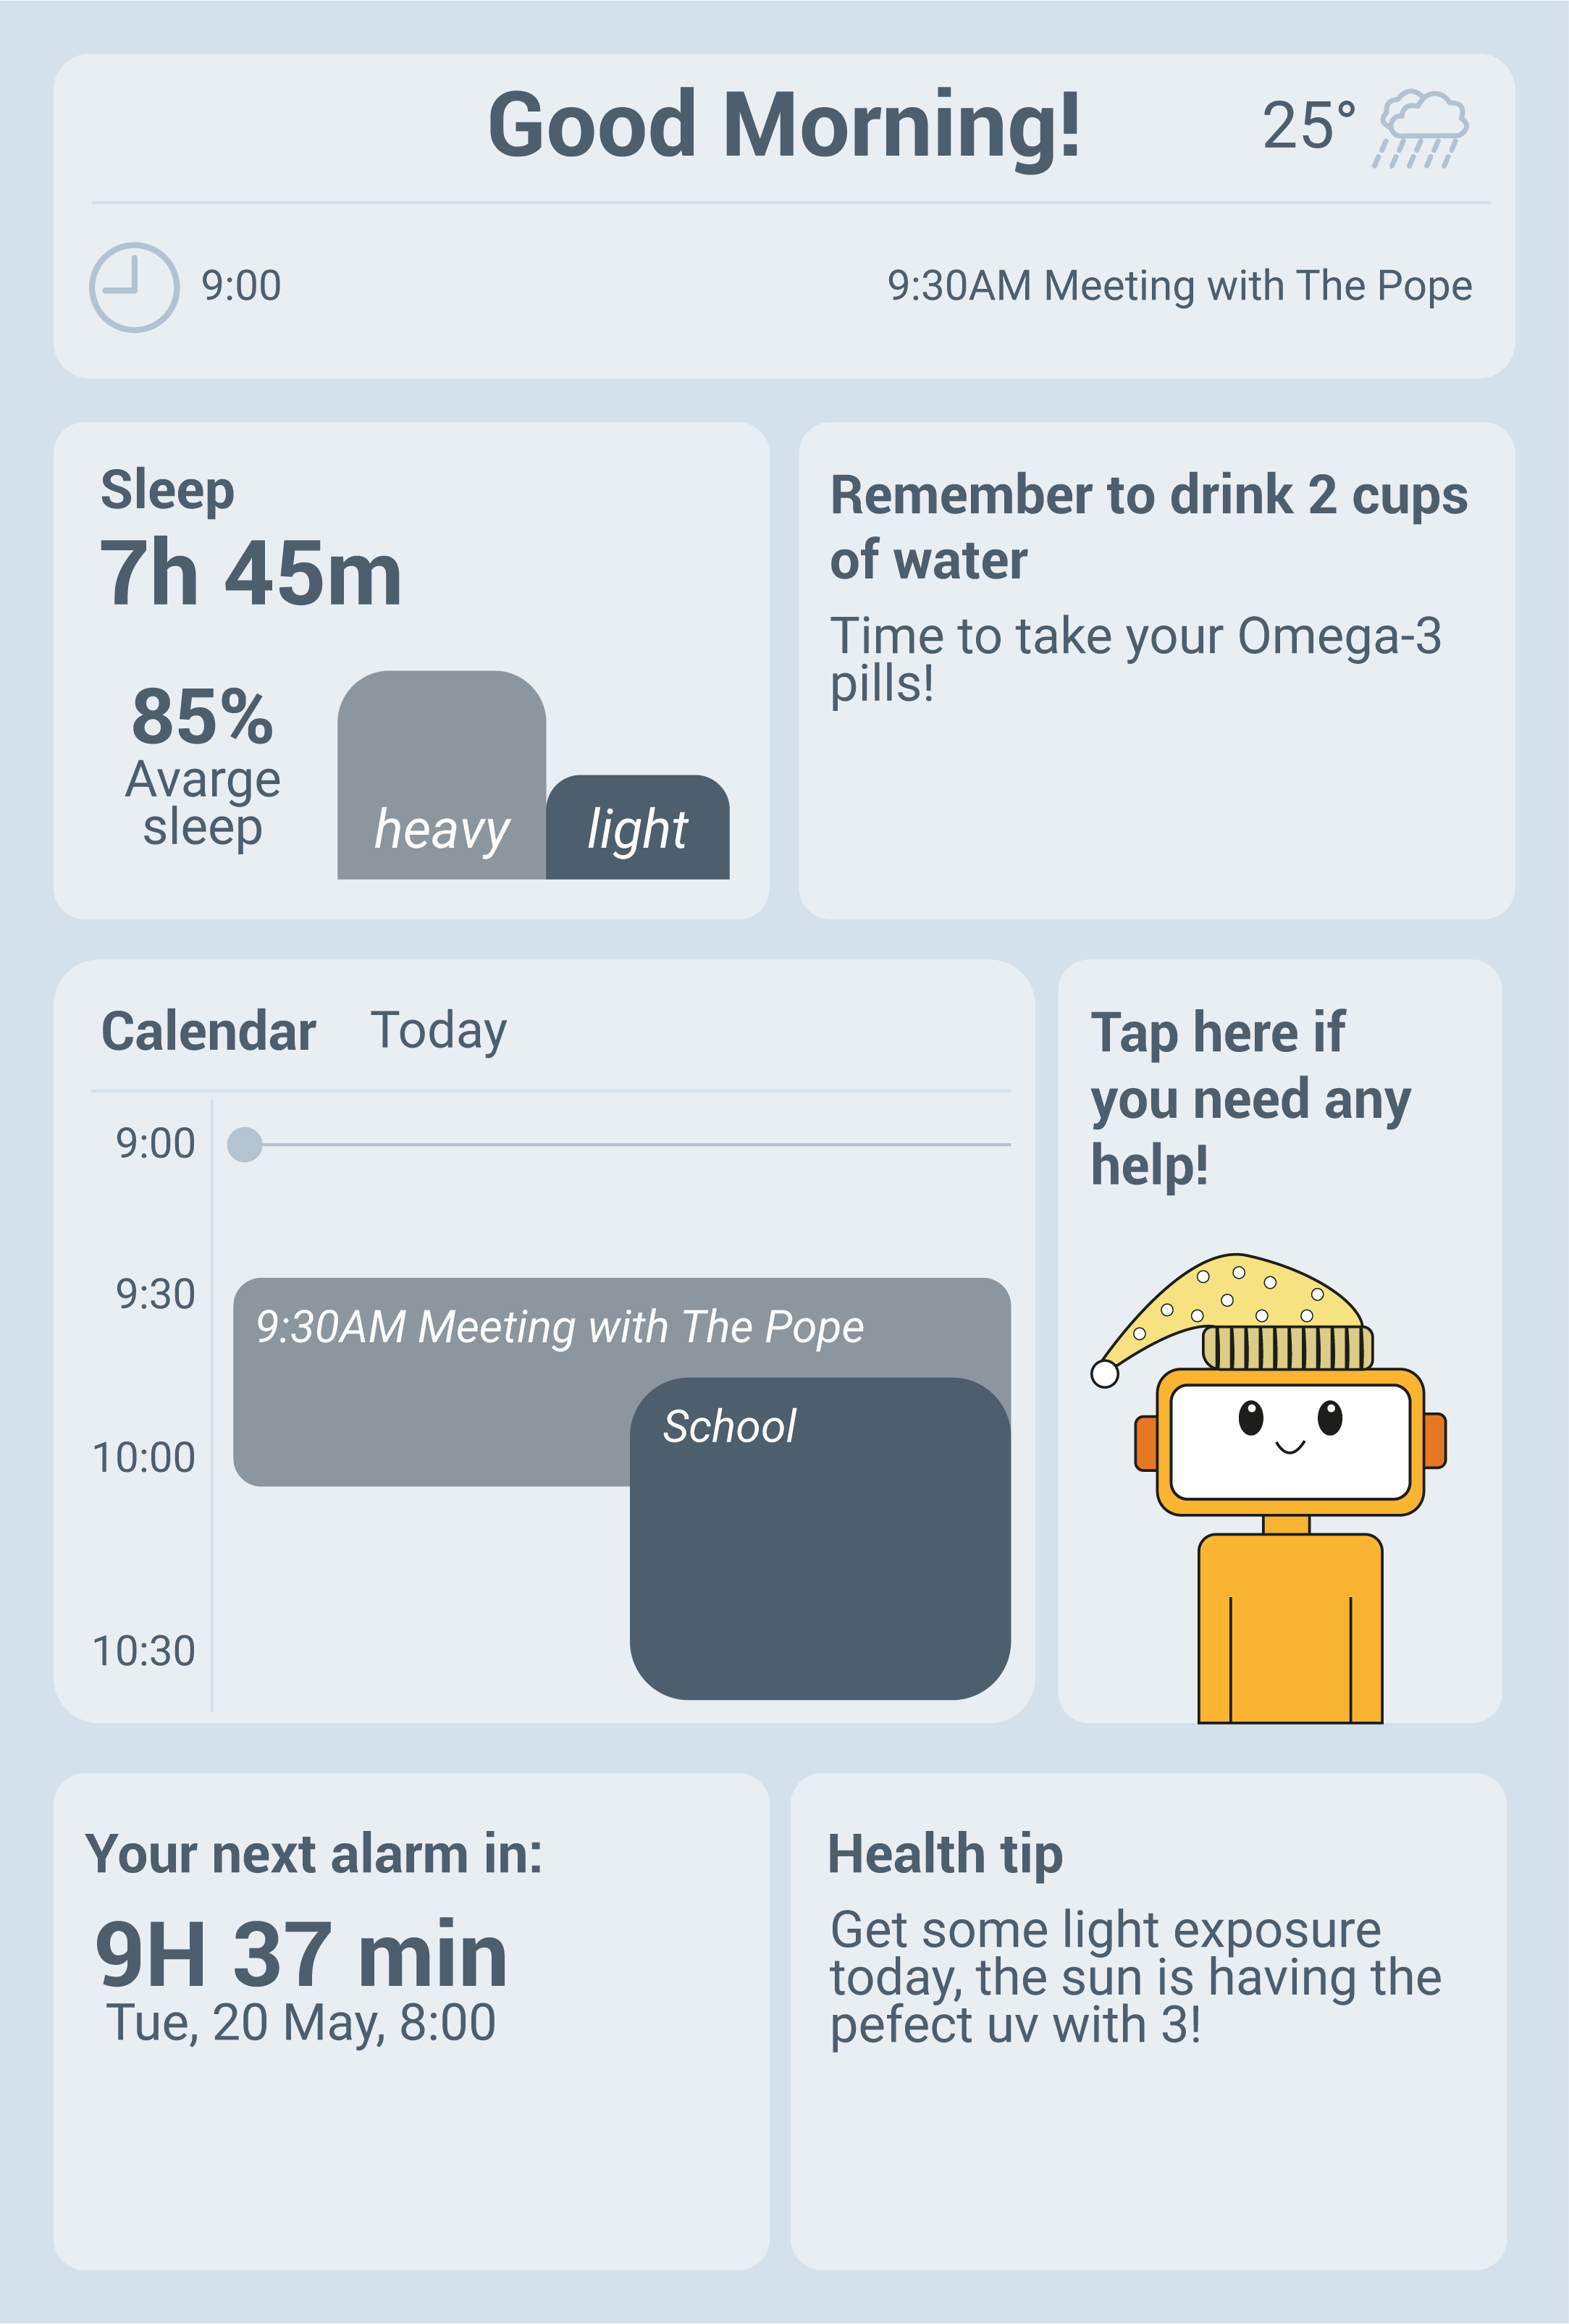 Good Morning!
25°
9:00
9:30AM Meeting with The Pope
Sleep
7h 45m
85%
Avarge
sleep
heavy
light
Remember to drink 2 cups
of water
Time to take your Omega-3
pills!
Calendar Today
9:00
9:30
9:30AM Meeting with The Pope
School
10:00
10:30
Tap here if
you need any
help!
Your next alarm in:
9H 37 min
Tue, 20 May, 8:00
Health tip
Get some light exposure
today, the sun is having the
pefect uv with 3!